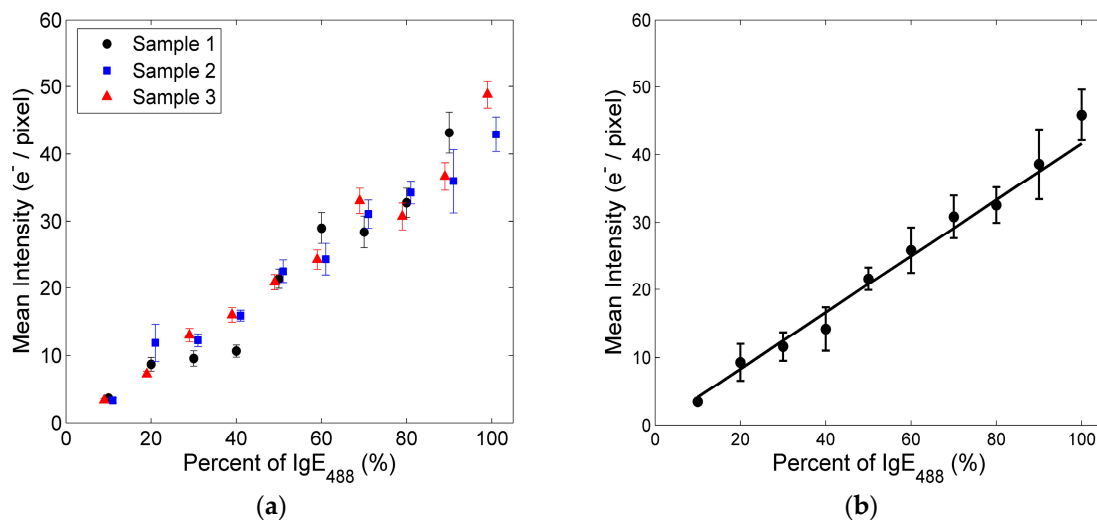 Sample 1
Sample 2
Sample 3
60
50
40
30
20
10
0
Mean Intensity (e⁻ / pixel)
0 20 40 60 80 100
Percent of IgE₄₈₈ (%)
(a)
60
50
40
30
20
10
0
Mean Intensity (e⁻ / pixel)
0 20 40 60 80 100
Percent of IgE₄₈₈ (%)
(b)